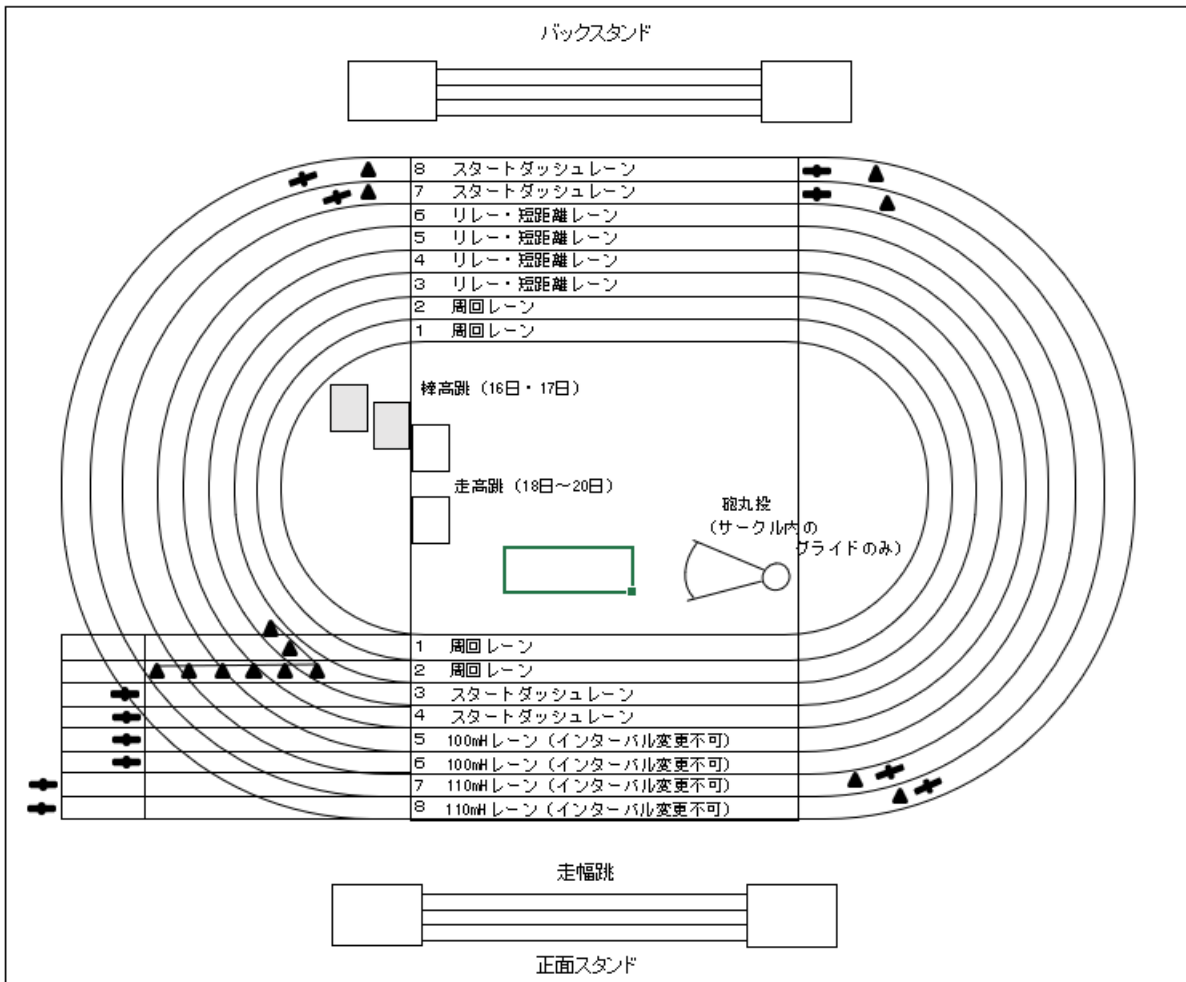 バックスタンド
8 スタートダッシュレーン
7 スタートダッシュレーン
6 リレー・短距離レーン
5 リレー・短距離レーン
4 リレー・短距離レーン
3 リレー・短距離レーン
2 周回レーン
1 周回レーン
棒高跳（16日・17日）
走高跳（18日～20日）
砲丸投
（サークル内の
グライドのみ）
1 周回レーン
2 周回レーン
3 スタートダッシュレーン
4 スタートダッシュレーン
5 100mHレーン（インターバル変更不可）
6 100mHレーン（インターバル変更不可）
7 110mHレーン（インターバル変更不可）
8 110mHレーン（インターバル変更不可）
走幅跳
正面スタンド